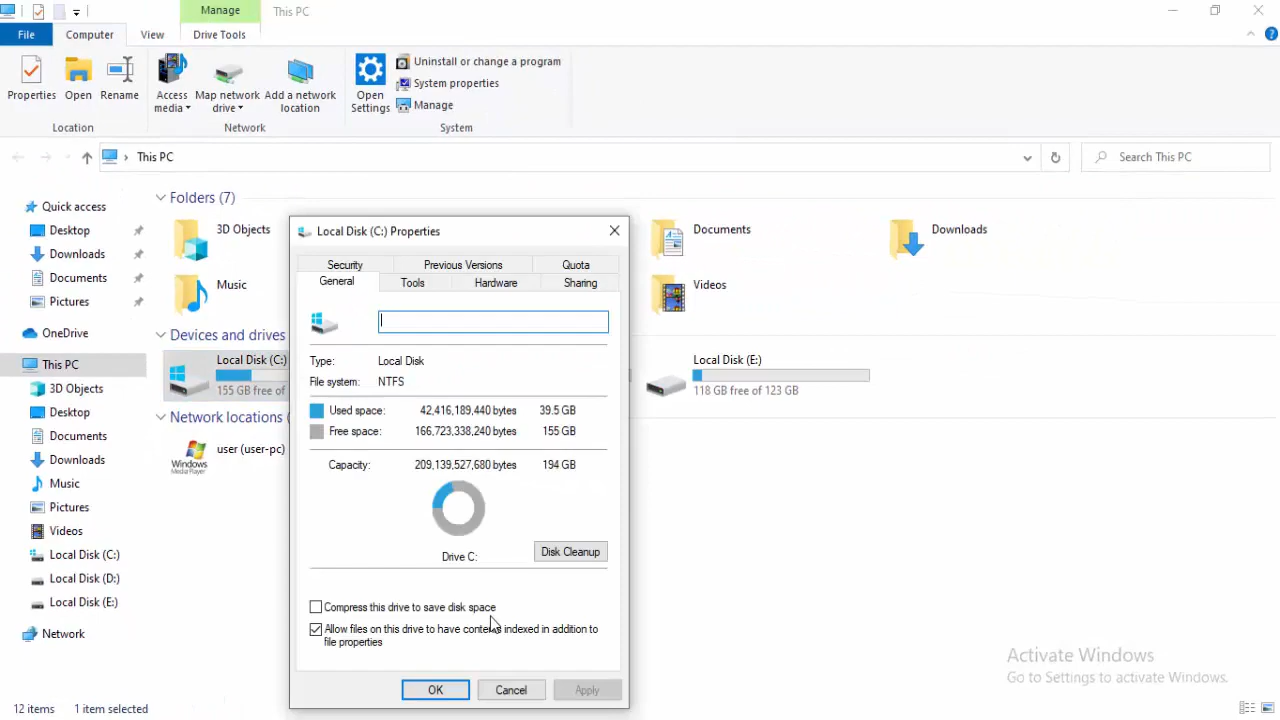 Manage
This PC
File
Computer
View
Drive Tools
Properties
Open
Rename
Access media
Map network drive
Add a network location
Open Settings
Uninstall or change a program
System properties
Manage
Location
Network
System
This PC
Search This PC
Quick access
Desktop
Downloads
Documents
Pictures
OneDrive
This PC
3D Objects
Desktop
Documents
Downloads
Music
Pictures
Videos
Local Disk (C:)
Local Disk (D:)
Local Disk (E:)
Network
Folders (7)
3D Objects
Documents
Downloads
Music
Videos
Devices and drives
Local Disk (C:)
155 GB free of
Local Disk (E:)
118 GB free of 123 GB
Network locations (
user (user-pc)
Windows
Media Player
Local Disk (C:) Properties
Security
Previous Versions
Quota
General
Tools
Hardware
Sharing
Type: Local Disk
File system: NTFS
Used space: 42,416,189,440 bytes 39.5 GB
Free space: 166,723,338,240 bytes 155 GB
Capacity: 209,139,527,680 bytes 194 GB
Drive C:
Disk Cleanup
Compress this drive to save disk space
Allow files on this drive to have contents indexed in addition to
file properties
OK
Cancel
Apply
Activate Windows
Go to Settings to activate Windows.
12 items
1 item selected